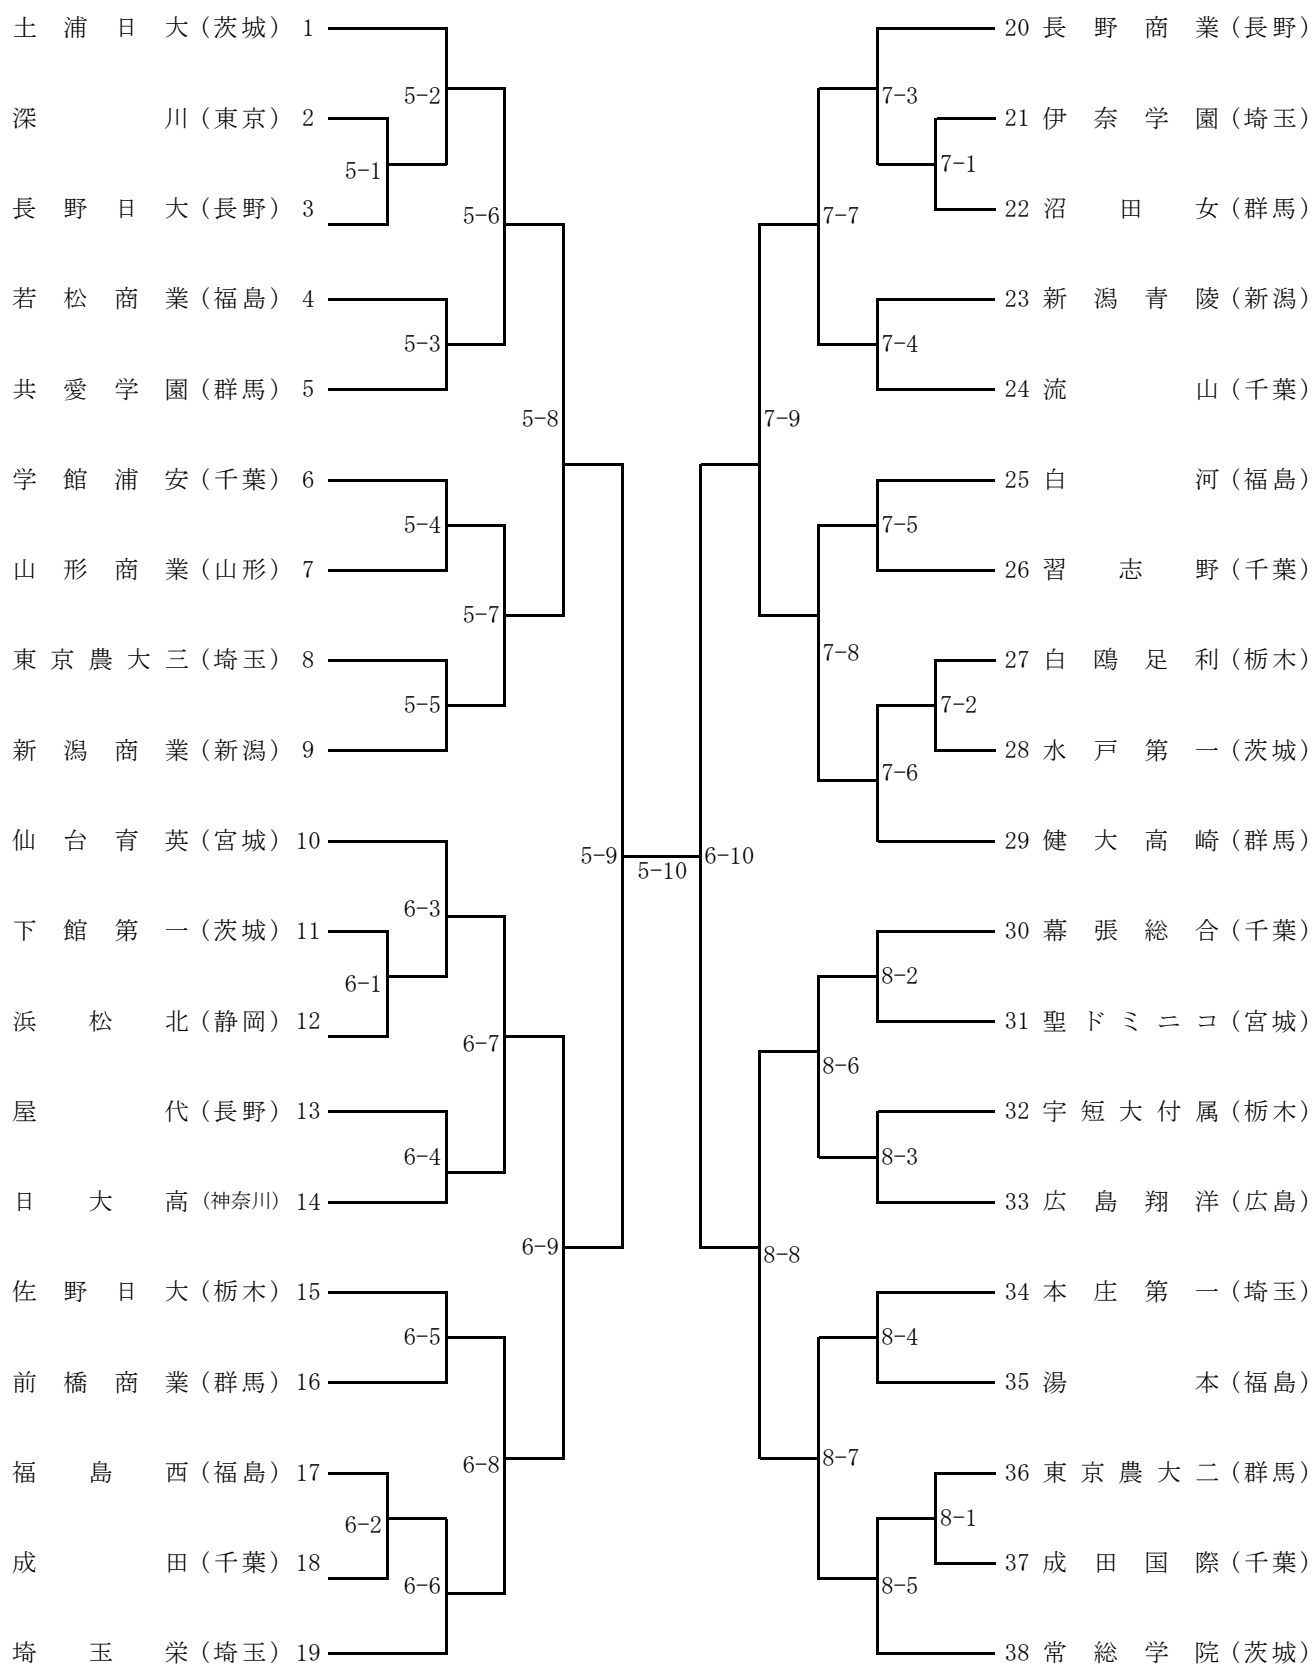 土浦日大(茨城) 1
5-2
深川(東京) 2
5-1
長野日大(長野) 3
5-6
若松商業(福島) 4
5-3
共愛学園(群馬) 5
5-8
学館浦安(千葉) 6
5-4
山形商業(山形) 7
5-7
東京農大三(埼玉) 8
5-5
新潟商業(新潟) 9
仙台育英(宮城) 10
5-9
6-3
下館第一(茨城) 11
6-1
浜松北(静岡) 12
6-7
屋代(長野) 13
6-4
日大高(神奈川) 14
6-9
佐野日大(栃木) 15
6-5
前橋商業(群馬) 16
6-8
福島西(福島) 17
6-2
成田(千葉) 18
6-6
埼玉栄(埼玉) 19
5-10
20 長野商業(長野)
7-3
21 伊奈学園(埼玉)
7-1
22 沼田女(群馬)
7-7
23 新潟青陵(新潟)
7-4
24 流山(千葉)
7-9
25 白河(福島)
7-5
26 習志野(千葉)
7-8
27 白鴎足利(栃木)
7-2
28 水戸第一(茨城)
7-6
29 健大高崎(群馬)
6-10
30 幕張総合(千葉)
8-2
31 聖ドミニコ(宮城)
8-6
32 宇短大付属(栃木)
8-3
33 広島翔洋(広島)
8-8
34 本庄第一(埼玉)
8-4
35 湯本(福島)
8-7
36 東京農大二(群馬)
8-1
37 成田国際(千葉)
8-5
38 常総学院(茨城)